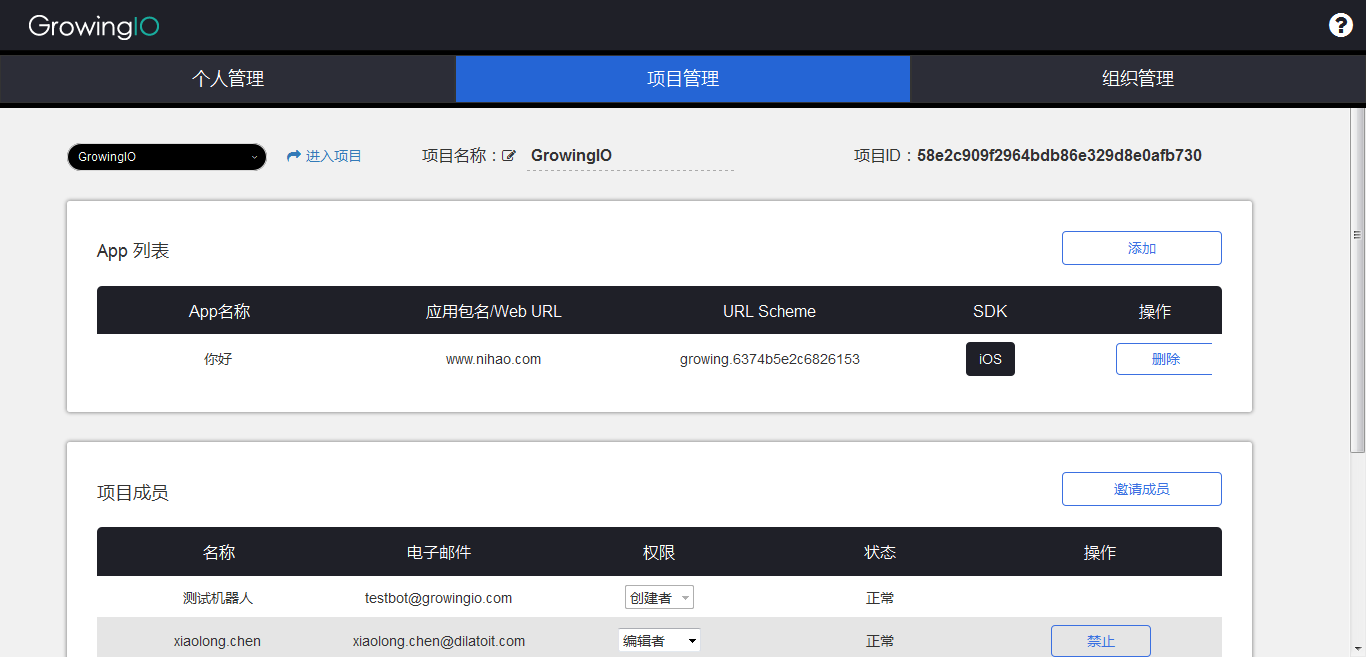 GrowingIO ?
个人管理 项目管理 组织管理
GrowingIO 进入项目 项目名称： GrowingIO 项目ID：58e2c909f2964bdb86e329d8e0afb730
App 列表 添加
App名称 应用包名/Web URL URL Scheme SDK 操作
你好 www.nihao.com growing.6374b5e2c6826153 iOS 删除
项目成员 邀请成员
名称 电子邮件 权限 状态 操作
测试机器人 testbot@growingio.com 创建者 正常
xiaolong.chen xiaolong.chen@dilatoit.com 编辑者 正常 禁止